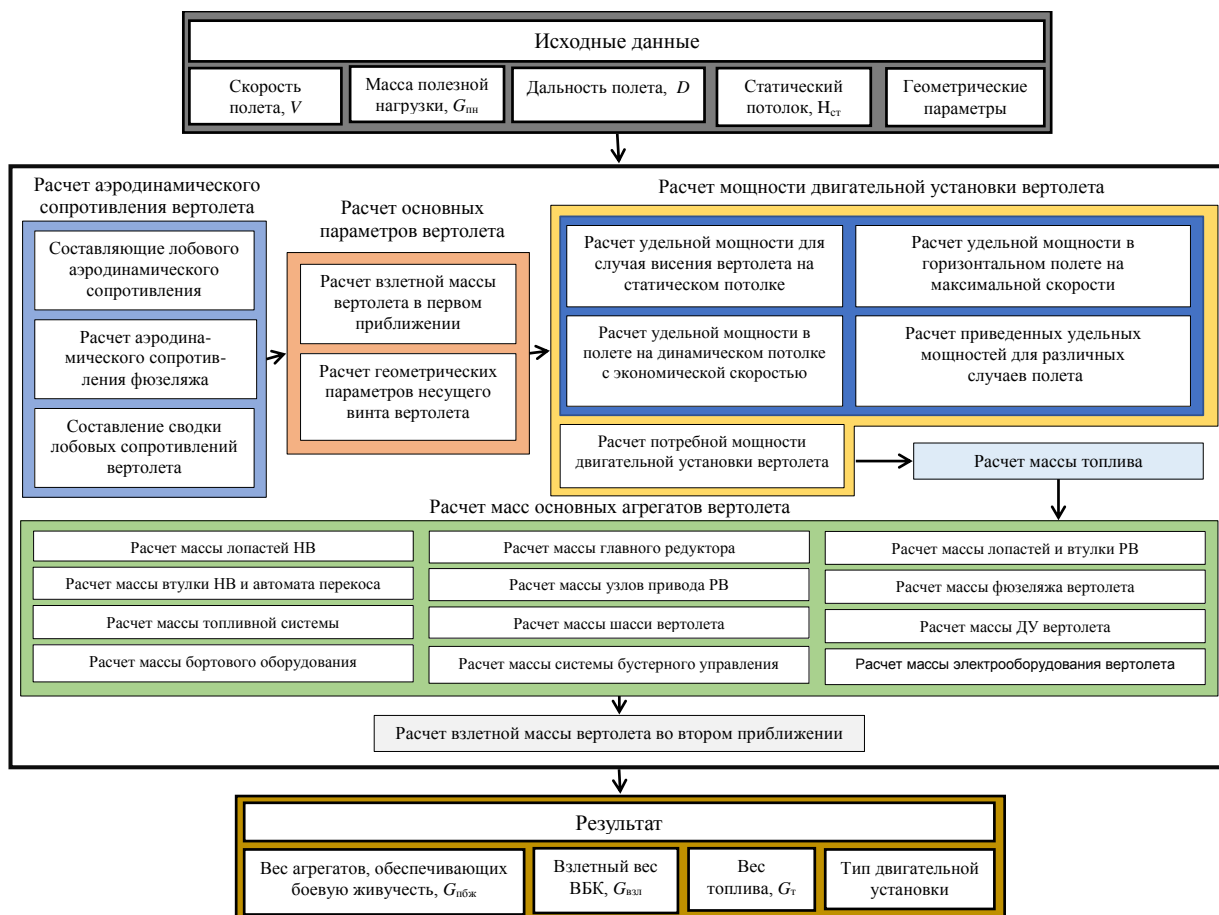 Исходные данные
Скорость
полета, V
Масса полезной
нагрузки, Gпн
Дальность полета, D
Статический
потолок, Hст
Геометрические
параметры
Расчет аэродинамического
сопротивления вертолета
Составляющие лобового
аэродинамического
сопротивления
Расчет аэродина-
мического сопротив-
ления фюзеляжа
Составление сводки
лобовых сопротивлений
вертолета
Расчет основных
параметров вертолета
Расчет взлетной массы
вертолета в первом
приближении
Расчет геометрических
параметров несущего
винта вертолета
Расчет мощности двигательной установки вертолета
Расчет удельной мощности для
случая висения вертолета на
статическом потолке
Расчет удельной мощности в
горизонтальном полете на
максимальной скорости
Расчет удельной мощности в
полете на динамическом потолке
с экономической скоростью
Расчет приведенных удельных
мощностей для различных
случаев полета
Расчет потребной мощности
двигательной установки вертолета
Расчет массы топлива
Расчет масс основных агрегатов вертолета
Расчет массы лопастей НВ
Расчет массы главного редуктора
Расчет массы лопастей и втулки РВ
Расчет массы втулки НВ и автомата перекоса
Расчет массы узлов привода РВ
Расчет массы фюзеляжа вертолета
Расчет массы топливной системы
Расчет массы шасси вертолета
Расчет массы ДУ вертолета
Расчет массы бортового оборудования
Расчет массы системы бустерного управления
Расчет массы электрооборудования вертолета
Расчет взлетной массы вертолета во втором приближении
Результат
Вес агрегатов, обеспечивающих
боевую живучесть, Gпбж
Взлетный вес
ВБК, Gвзл
Вес
топлива, Gт
Тип двигательной
установки